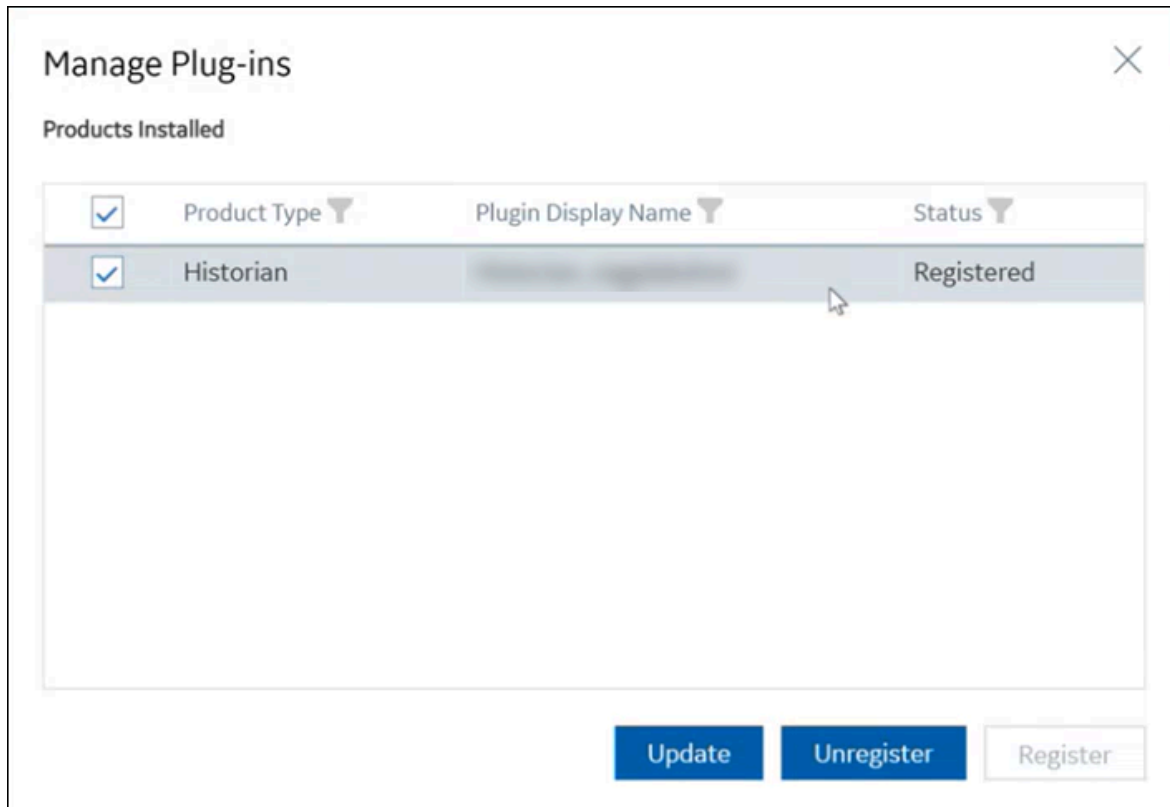 Manage Plug-ins
Products Installed
Product Type Plugin Display Name Status
Historian Registered
Update Unregister Register